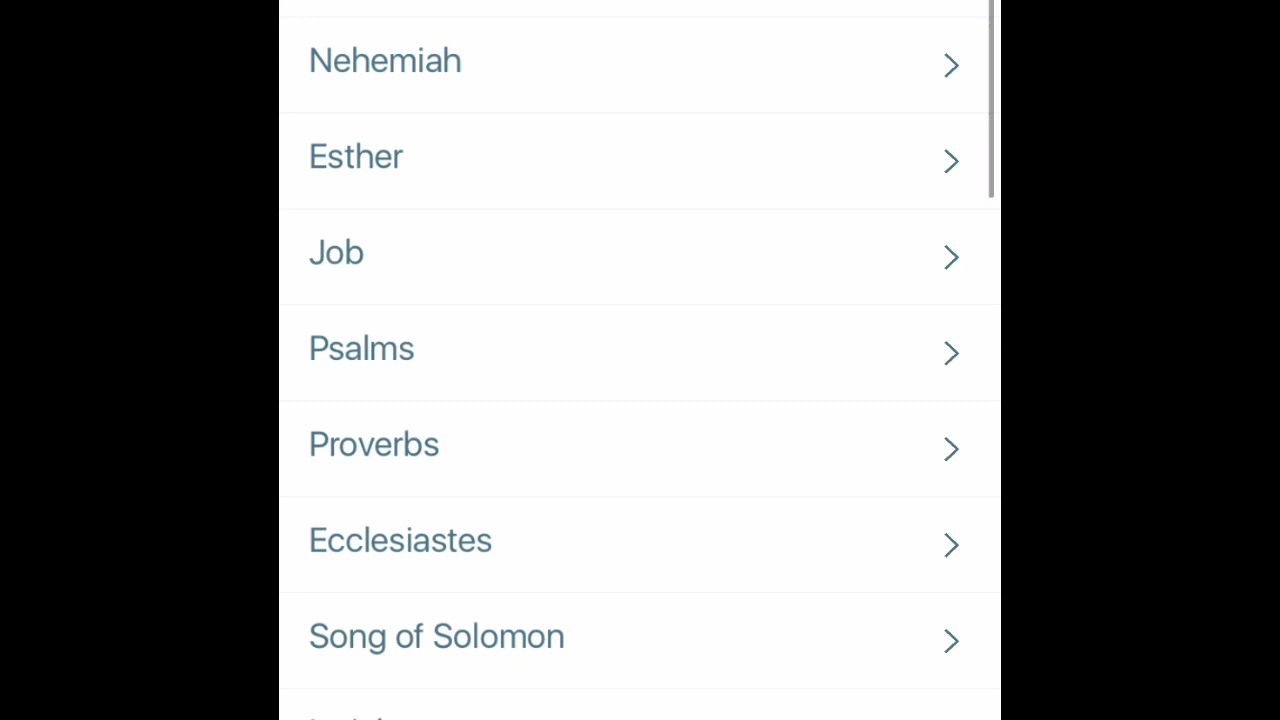 Nehemiah
Esther
Job
Psalms
Proverbs
Ecclesiastes
Song of Solomon